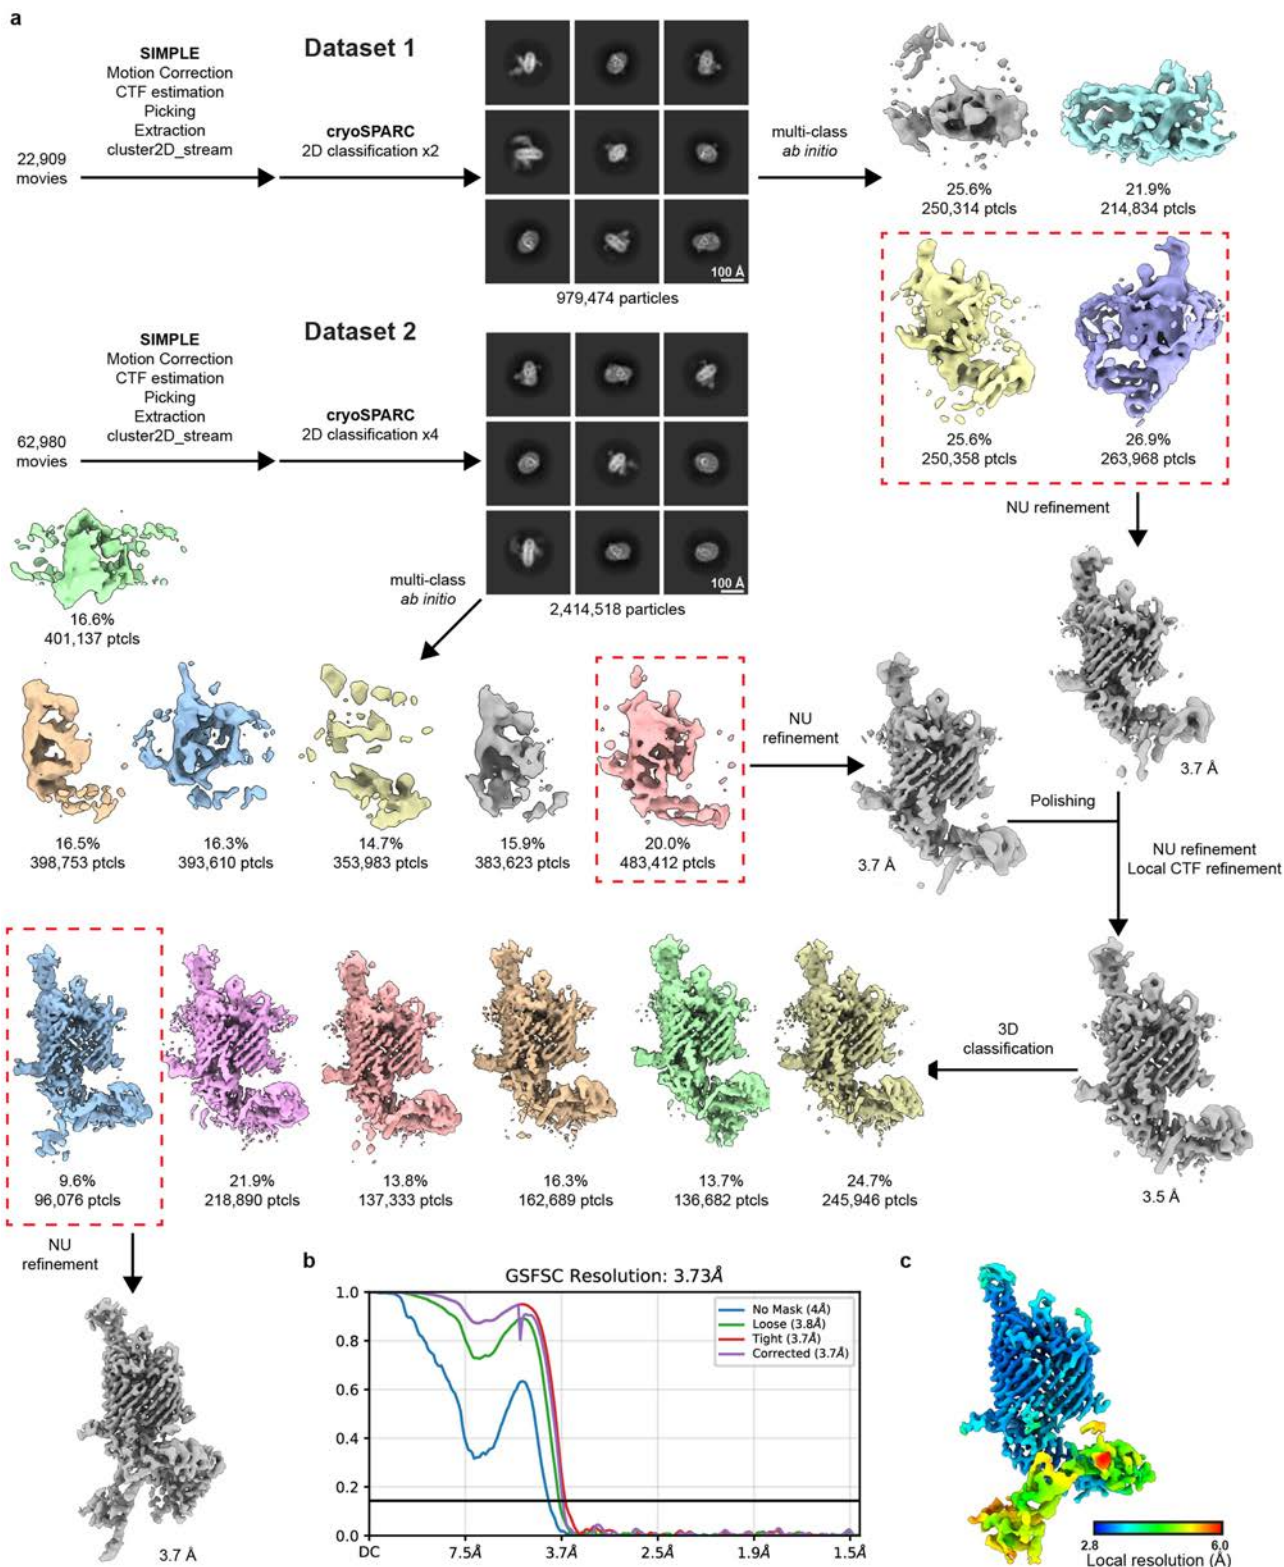 a
SIMPLE
Motion Correction
CTF estimation
Picking
Extraction
cluster2D_stream
22,909
movies
Dataset 1
cryoSPARC
2D classification x2
100 Å
979,474 particles
multi-class
ab initio
25.6%
250,314 ptcls
21.9%
214,834 ptcls
25.6%
250,358 ptcls
26.9%
263,968 ptcls
NU refinement
3.7 Å
SIMPLE
Motion Correction
CTF estimation
Picking
Extraction
cluster2D_stream
62,980
movies
Dataset 2
cryoSPARC
2D classification x4
100 Å
2,414,518 particles
multi-class
ab initio
16.6%
401,137 ptcls
16.5%
398,753 ptcls
16.3%
393,610 ptcls
14.7%
353,983 ptcls
15.9%
383,623 ptcls
20.0%
483,412 ptcls
NU
refinement
3.7 Å
Polishing
NU refinement
Local CTF refinement
3.5 Å
3D
classification
9.6%
96,076 ptcls
21.9%
218,890 ptcls
13.8%
137,333 ptcls
16.3%
162,689 ptcls
13.7%
136,682 ptcls
24.7%
245,946 ptcls
NU
refinement
3.7 Å
b
GSFSC Resolution: 3.73Å
1.0
0.8
0.6
0.4
0.2
0.0
DC
7.5Å
3.7Å
2.5Å
1.9Å
1.5Å
No Mask (4Å)
Loose (3.8Å)
Tight (3.7Å)
Corrected (3.7Å)
c
2.8
6.0
Local resolution (Å)